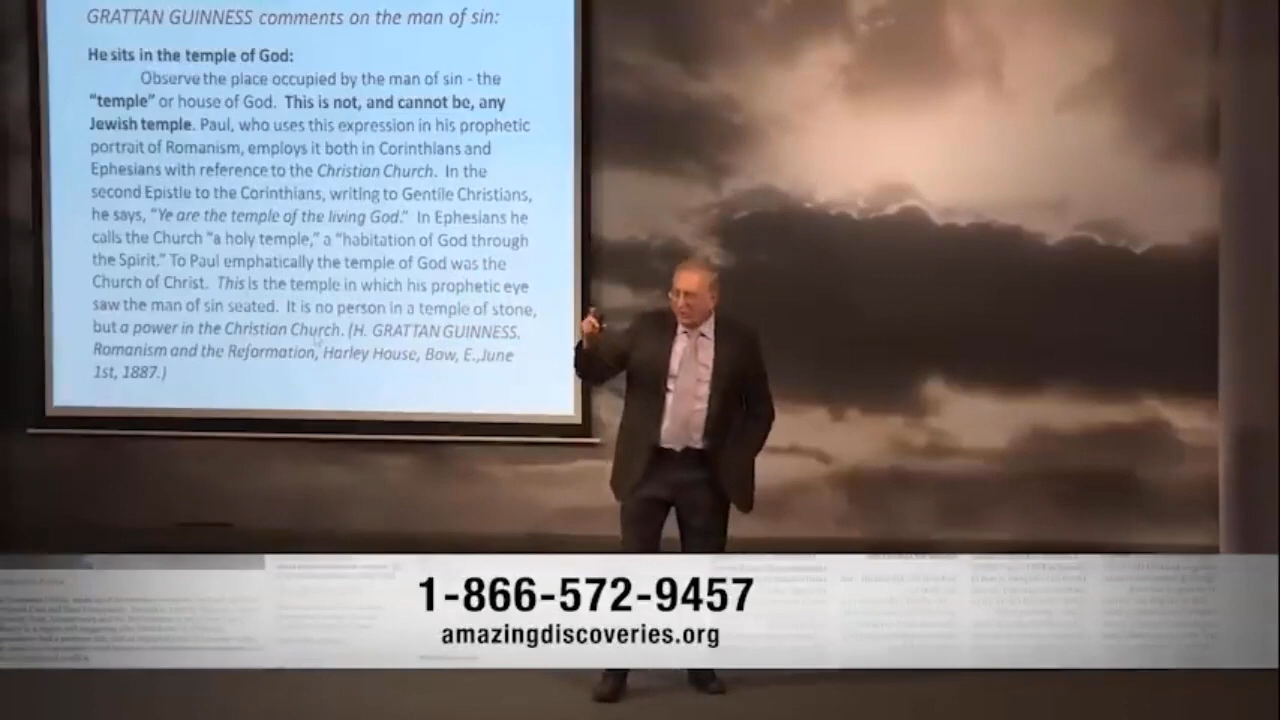 GRATTAN GUINNESS comments on the man of sin:
He sits in the temple of God:
Observe the place occupied by the man of sin - the
"temple" or house of God. This is not, and cannot be, any
Jewish temple. Paul, who uses this expression in his prophetic
portrait of Romanism, employs it both in Corinthians and
Ephesians with reference to the Christian Church. In the
second Epistle to the Corinthians, writing to Gentile Christians,
he says, "Ye are the temple of the living God." In Ephesians he
calls the Church "a holy temple," a "habitation of God through
the Spirit." To Paul emphatically the temple of God was the
Church of Christ. This is the temple in which his prophetic eye
saw the man of sin seated. It is no person in a temple of stone,
but a power in the Christian Church. (H. GRATTAN GUINNESS,
Romanism and the Reformation, Harley House, Bow, E.,June
1st, 1887.)
1-866-572-9457
amazingdiscoveries.org